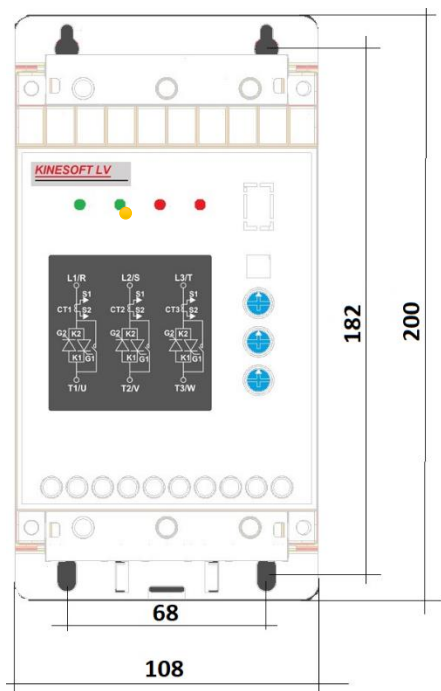 KINESOFT LV
L1/R L2/S L3/T
S1 S1 S1
CT1 S2 CT2 S2 CT3 S2
G2 K2 G2 K2 G2 K2
K1 G1 K1 G1 K1 G1
T1/U T2/V T3/W
182
200
68
108